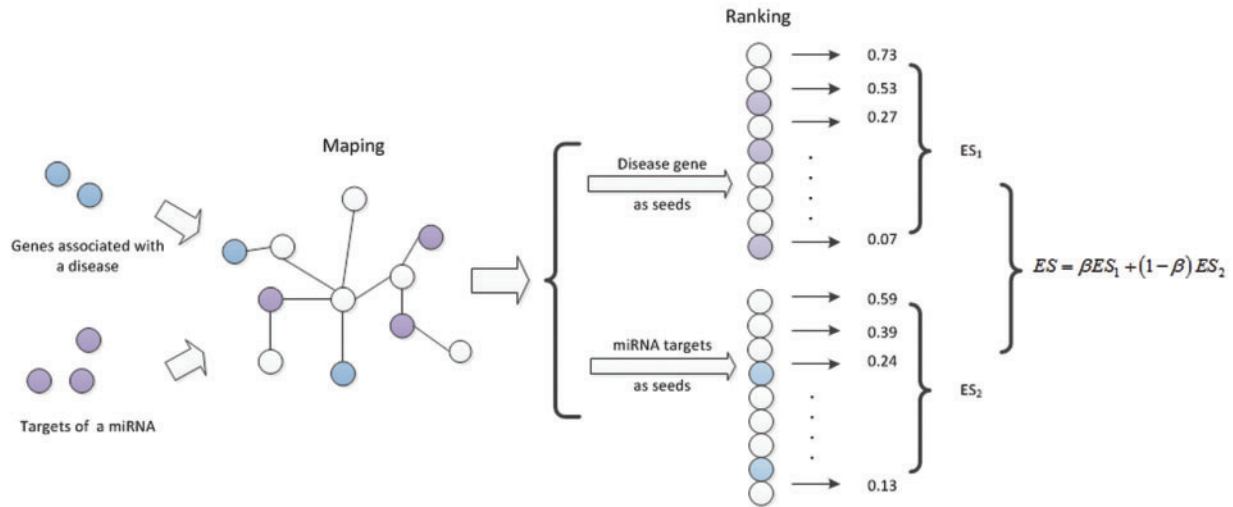 Ranking
Maping
Genes associated with
a disease
Targets of a miRNA
Disease gene
as seeds
0.73
0.53
0.27
0.07
ES₁
miRNA targets
as seeds
0.59
0.39
0.24
0.13
ES₂
ES = βES₁ + (1−β)ES₂